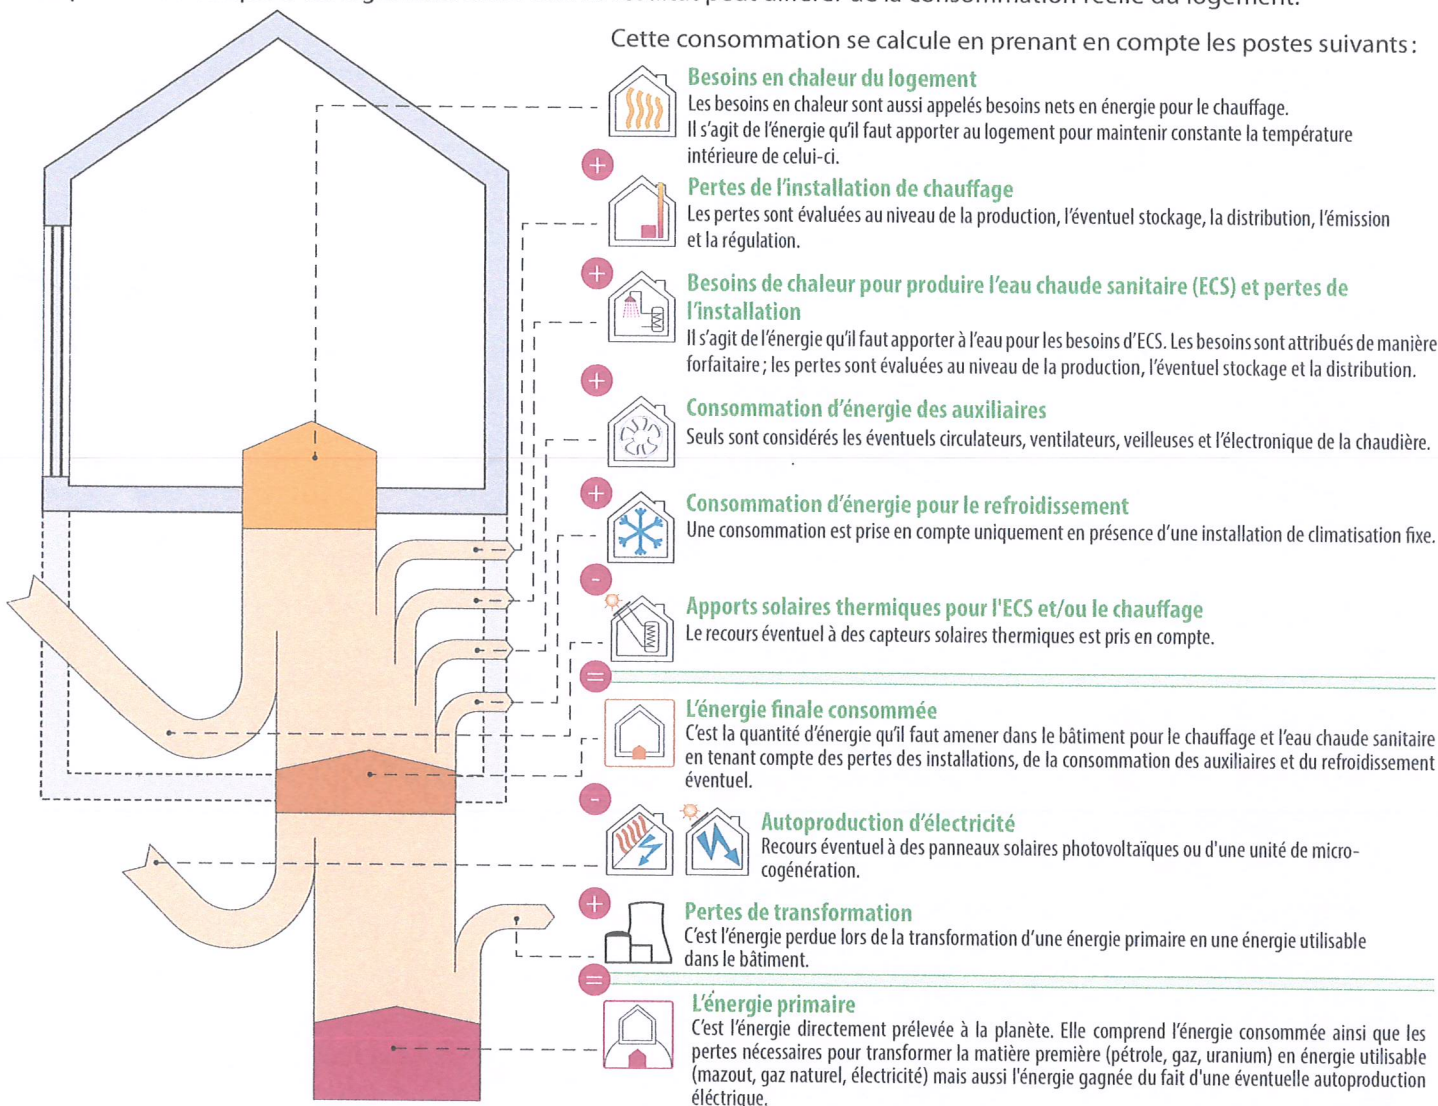 peut différer de la consommation réelle du logement.
Cette consommation se calcule en prenant en compte les postes suivants :
Besoins en chaleur du logement
Les besoins en chaleur sont aussi appelés besoins nets en énergie pour le chauffage.
Il s'agit de l'énergie qu'il faut apporter au logement pour maintenir constante la température
intérieure de celui-ci.
+
Pertes de l'installation de chauffage
Les pertes sont évaluées au niveau de la production, l'éventuel stockage, la distribution, l'émission
et la régulation.
+
Besoins de chaleur pour produire l'eau chaude sanitaire (ECS) et pertes de
l'installation
Il s'agit de l'énergie qu'il faut apporter à l'eau pour les besoins d'ECS. Les besoins sont attribués de manière
forfaitaire ; les pertes sont évaluées au niveau de la production, l'éventuel stockage et la distribution.
+
Consommation d'énergie des auxiliaires
Seuls sont considérés les éventuels circulateurs, ventilateurs, veilleuses et l'électronique de la chaudière.
+
Consommation d'énergie pour le refroidissement
Une consommation est prise en compte uniquement en présence d'une installation de climatisation fixe.
-
Apports solaires thermiques pour l'ECS et/ou le chauffage
Le recours éventuel à des capteurs solaires thermiques est pris en compte.
=
L'énergie finale consommée
C'est la quantité d'énergie qu'il faut amener dans le bâtiment pour le chauffage et l'eau chaude sanitaire
en tenant compte des pertes des installations, de la consommation des auxiliaires et du refroidissement
éventuel.
-
Autoproduction d'électricité
Recours éventuel à des panneaux solaires photovoltaïques ou d'une unité de micro-
cogénération.
+
Pertes de transformation
C'est l'énergie perdue lors de la transformation d'une énergie primaire en une énergie utilisable
dans le bâtiment.
=
L'énergie primaire
C'est l'énergie directement prélevée à la planète. Elle comprend l'énergie consommée ainsi que les
pertes nécessaires pour transformer la matière première (pétrole, gaz, uranium) en énergie utilisable
(mazout, gaz naturel, électricité) mais aussi l'énergie gagnée du fait d'une éventuelle autoproduction
éléctrique.